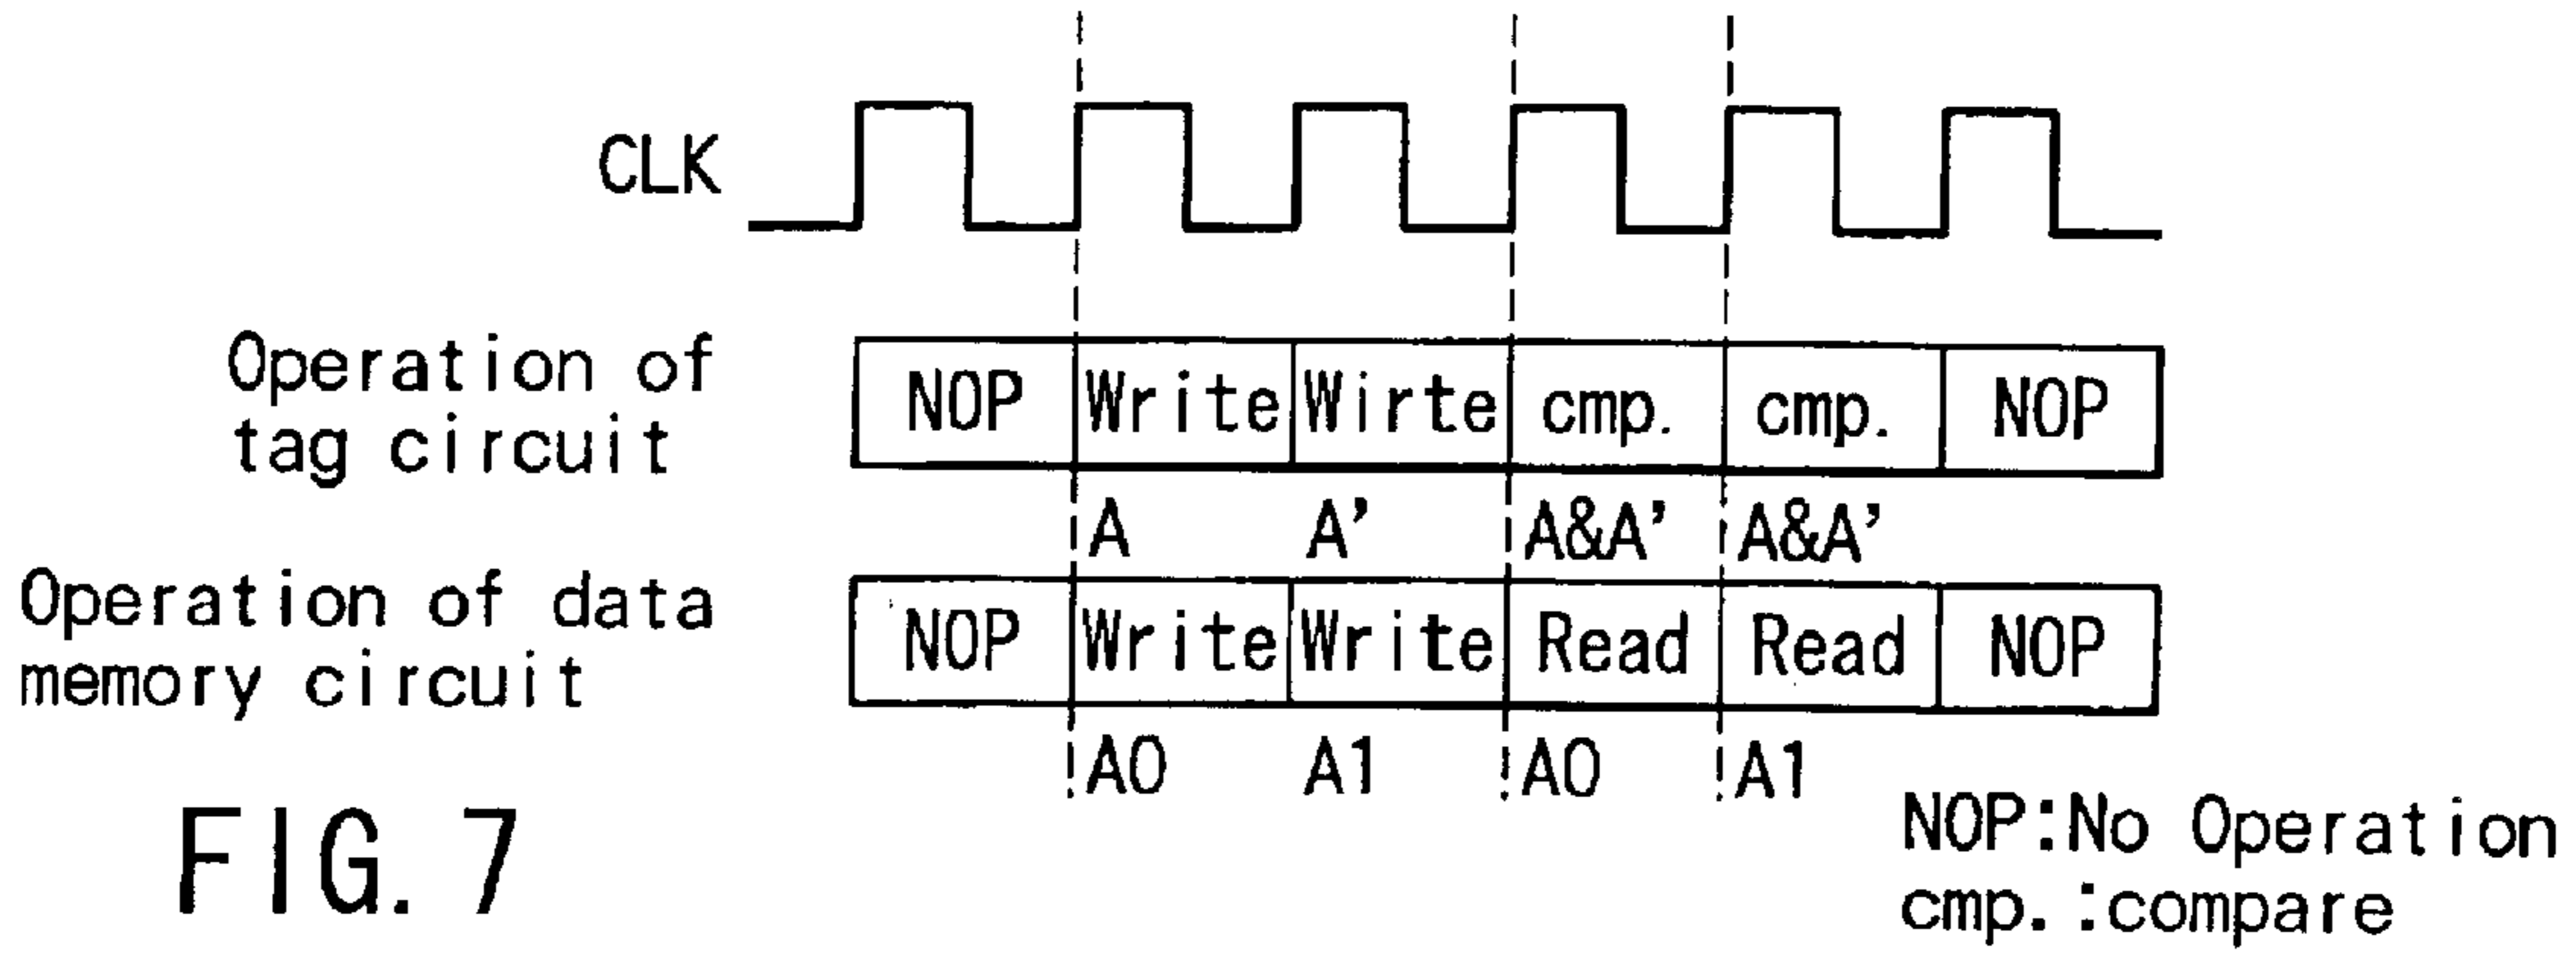 CLK
Operation of
tag circuit
NOP Write Wirte cmp. cmp. NOP
A A' A&A' A&A'
Operation of data
memory circuit
NOP Write Write Read Read NOP
A0 A1 A0 A1
NOP:No Operation
cmp.:compare
FIG. 7